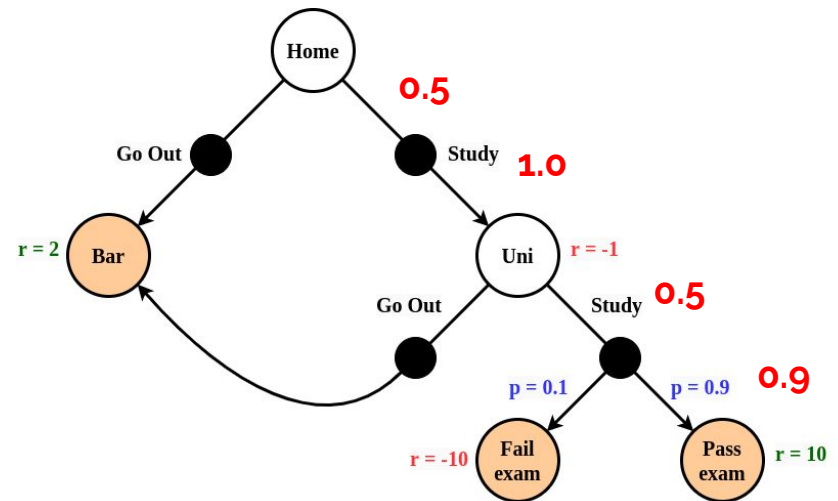 Home
0.5
Go Out
Study
1.0
r = 2
Bar
Uni
r = -1
Go Out
Study
0.5
p = 0.1
p = 0.9
0.9
r = -10
Fail
exam
Pass
exam
r = 10